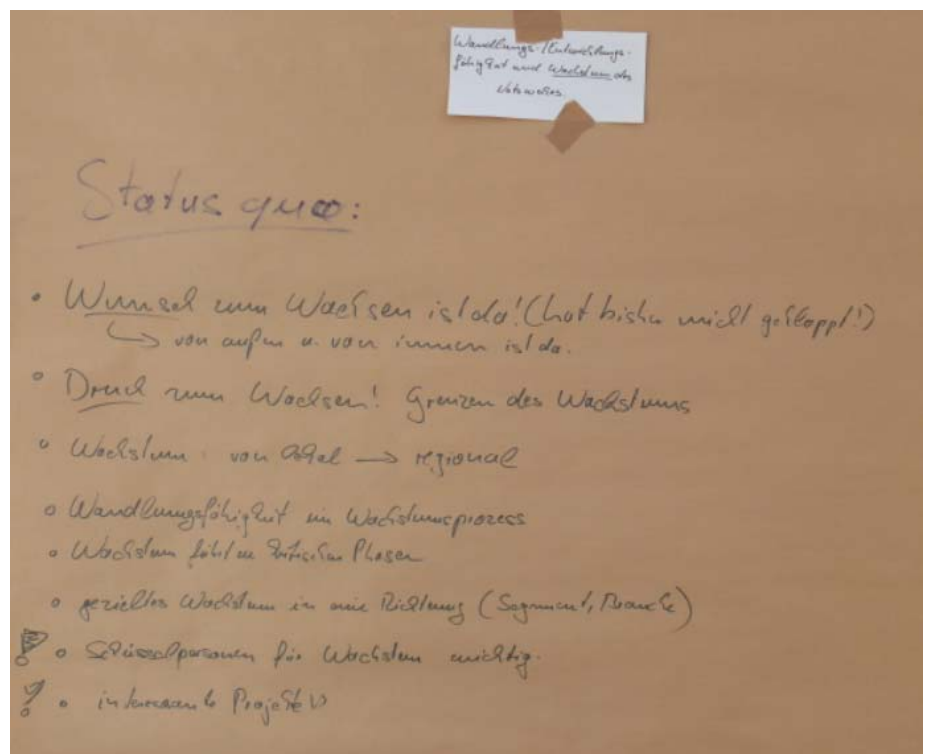 Wandlungs-/Entwicklungs-
fähigkeit und Wachstum des
Netzwerkes.
Status quo:
• Wunsch zum Wachsen ist da! (hat bisher nicht geklappt!)
↳ von außen u. von innen ist da.
• Druck zum Wachsen! Grenzen des Wachstums
• Wachstum: von lokal → regional
• Wandlungsfähigkeit im Wachstumsprozess
• Wachstum führt zu kritischen Phasen
• gezieltes Wachstum in eine Richtung (Segment, Branche)
! • Schlüsselpersonen für Wachstum wichtig.
! • interessante Projekte